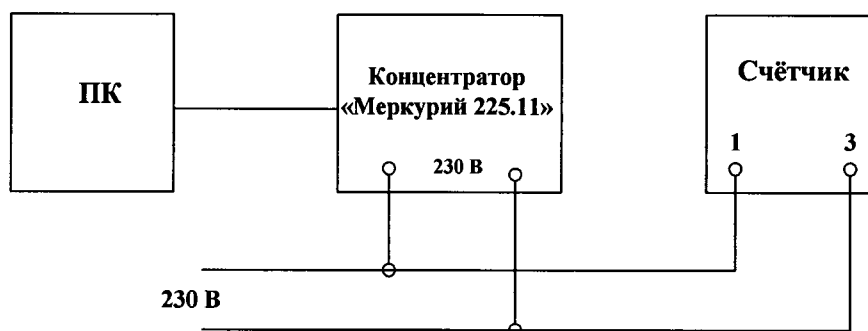 ПК
Концентратор
«Меркурий 225.11»
230 В
Счётчик
1 3
230 В